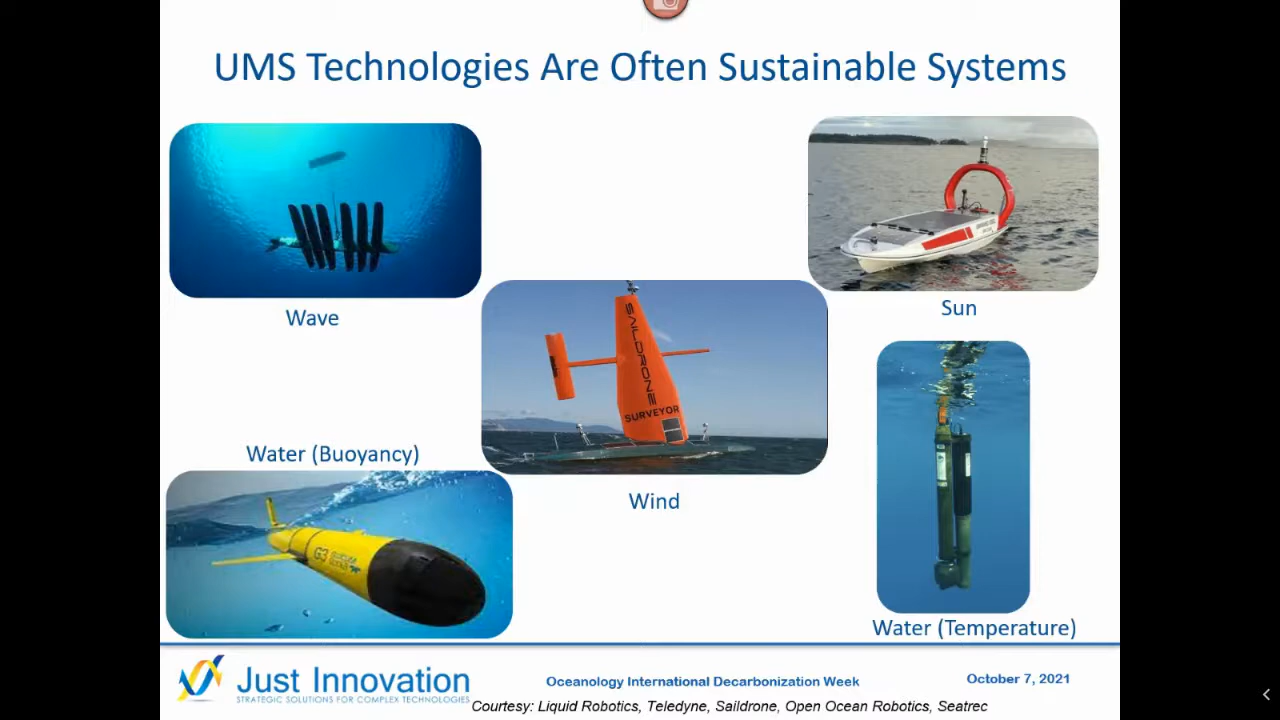 UMS Technologies Are Often Sustainable Systems
Wave
Sun
SAILDRONE
SURVEYOR
Water (Buoyancy)
Wind
G3
Water (Temperature)
Just Innovation
STRATEGIC SOLUTIONS FOR COMPLEX TECHNOLOGIES
Oceanology International Decarbonization Week
October 7, 2021
Courtesy: Liquid Robotics, Teledyne, Saildrone, Open Ocean Robotics, Seatrec